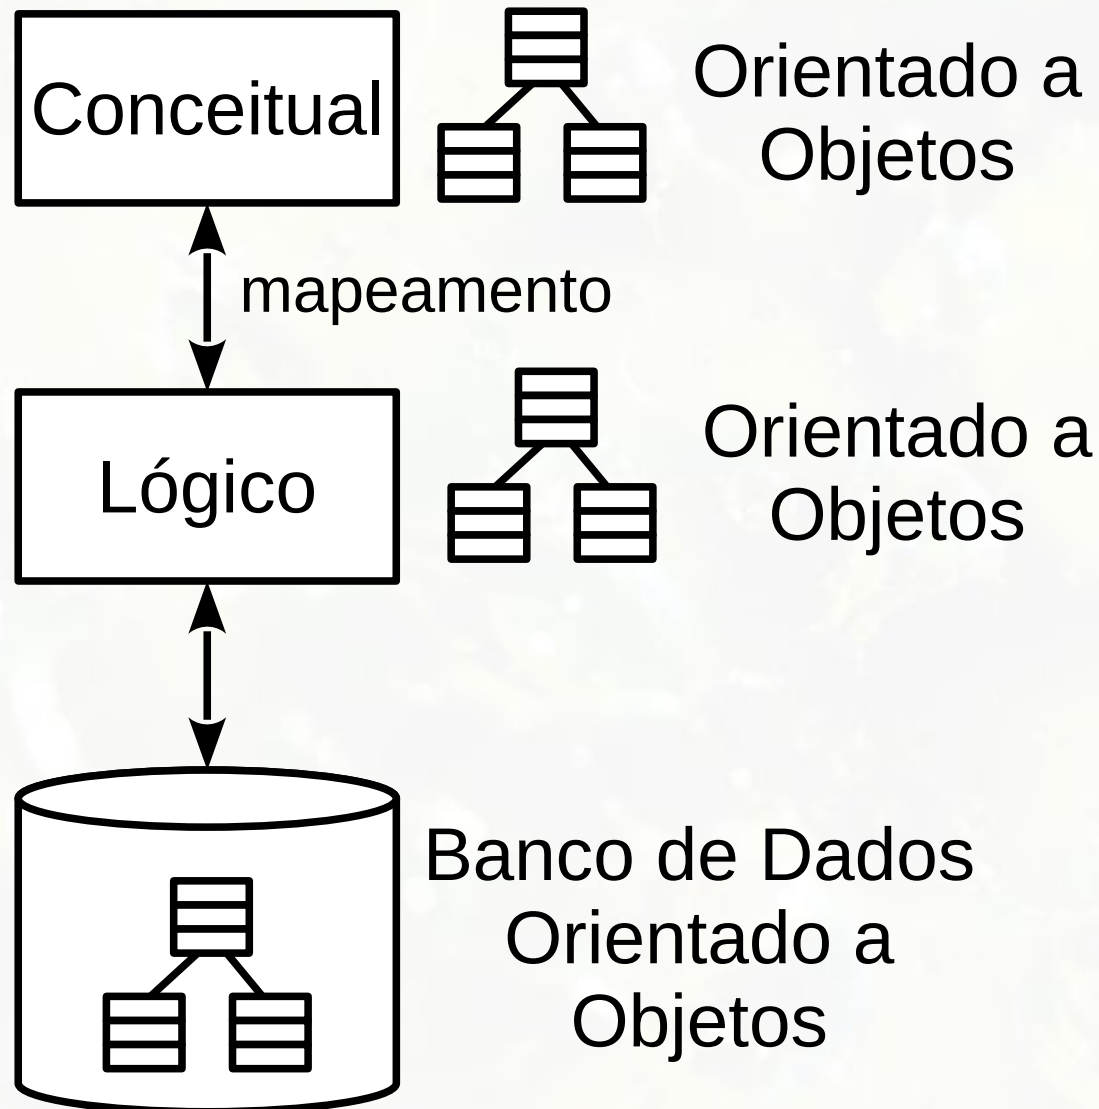 Conceitual
Orientado a
Objetos
mapeamento
Lógico
Orientado a
Objetos
Banco de Dados
Orientado a
Objetos